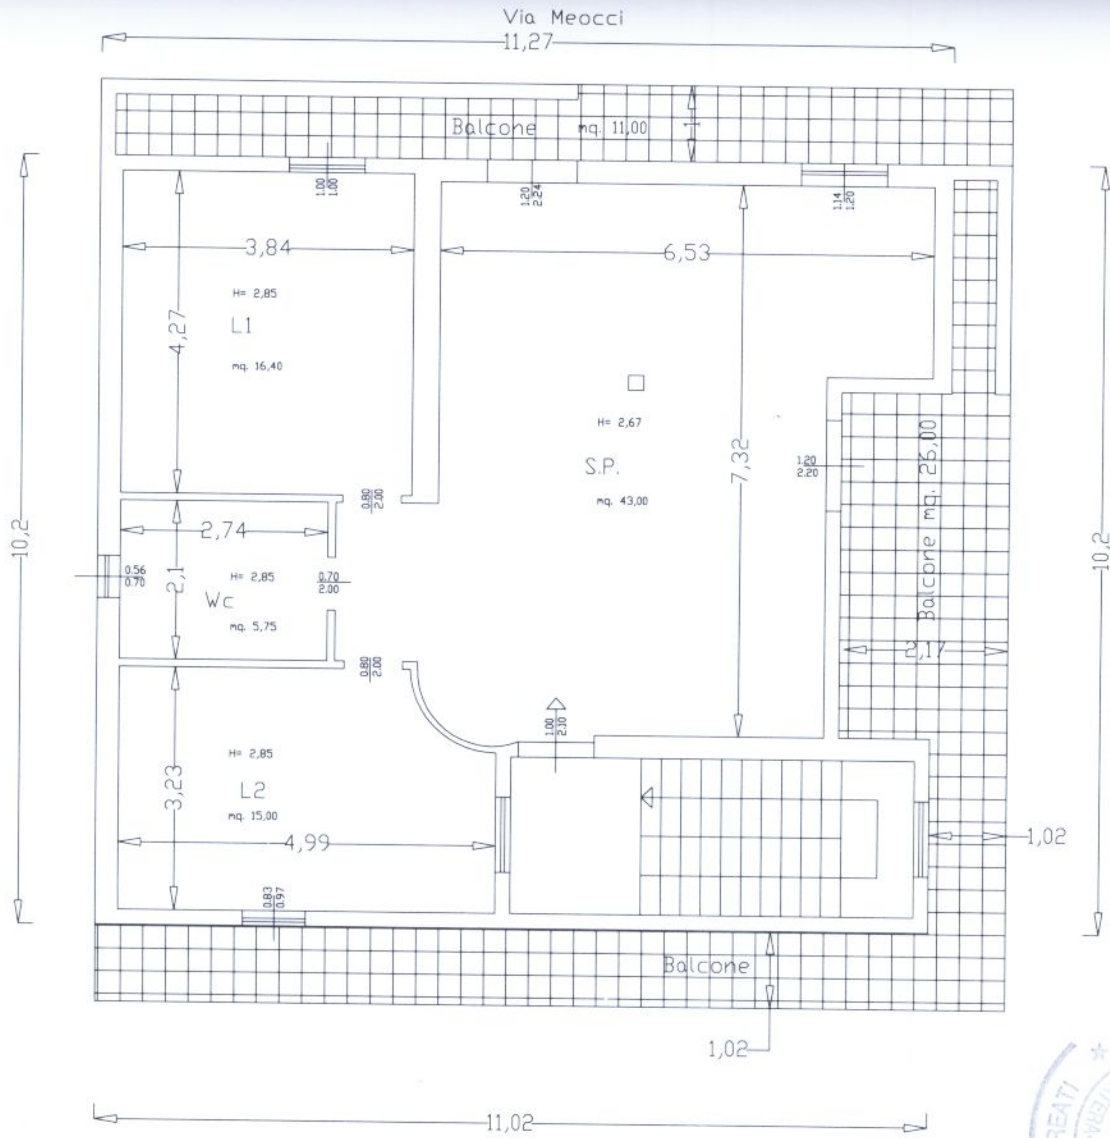 Via Meocci
11,27
Balcone mq. 11,00
1
1.00
1.00
1.20
2.24
1.14
1.20
3,84
6,53
H= 2,85
L1
mq. 16,40
4,27
H= 2,67
S.P.
mq. 43,00
7,32
1.20
2.20
Balcone mq. 26,00
2,17
10,2
10,2
0.80
2.00
2,74
2,1
0.56
0.70
H= 2,85
Wc
mq. 5,75
0.70
2.00
0.80
2.00
1.00
2.10
H= 2,85
L2
mq. 15,00
3,23
4,99
0.83
0.97
1,02
Balcone
1,02
11,02
REATI